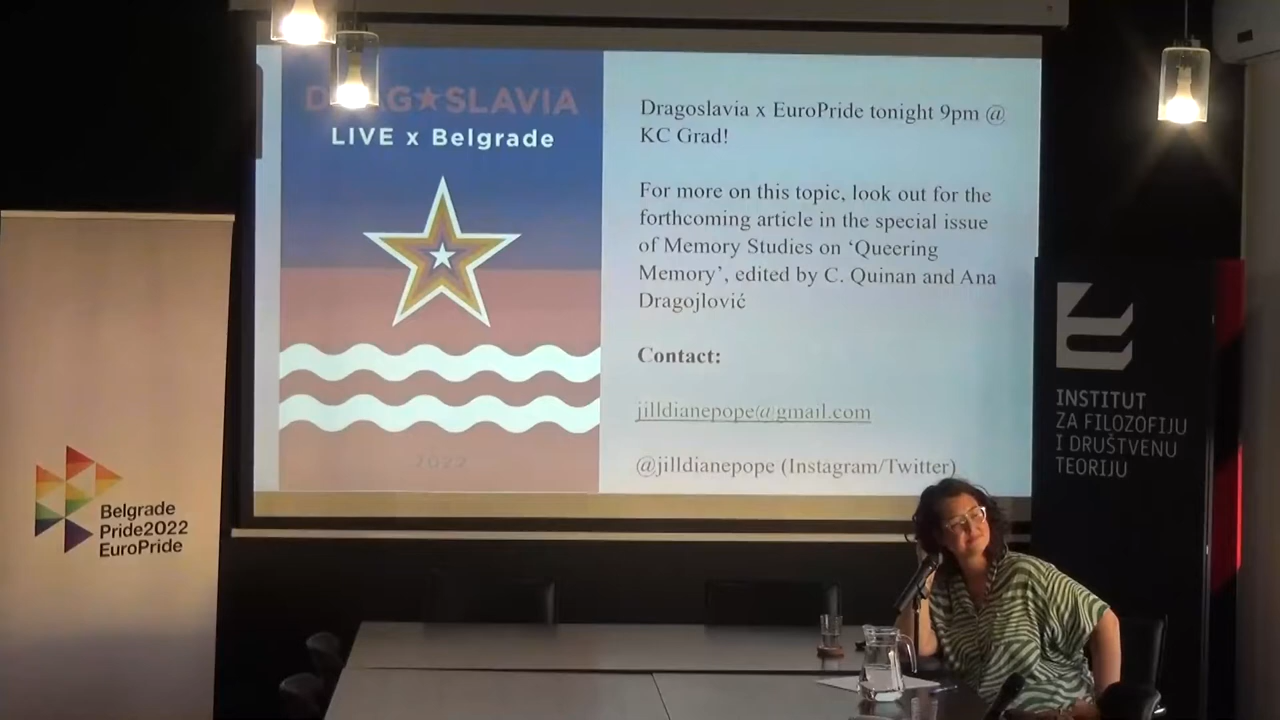 DRAG★SLAVIA
LIVE x Belgrade
2022
Dragoslavia x EuroPride tonight 9pm @
KC Grad!
For more on this topic, look out for the
forthcoming article in the special issue
of Memory Studies on ‘Queering
Memory’, edited by C. Quinan and Ana
Dragojlović
Contact:
jilldianepope@gmail.com
@jilldianepope (Instagram/Twitter)
Belgrade
Pride2022
EuroPride
INSTITUT
ZA FILOZOFIJU
I DRUŠTVENU
TEORIJU